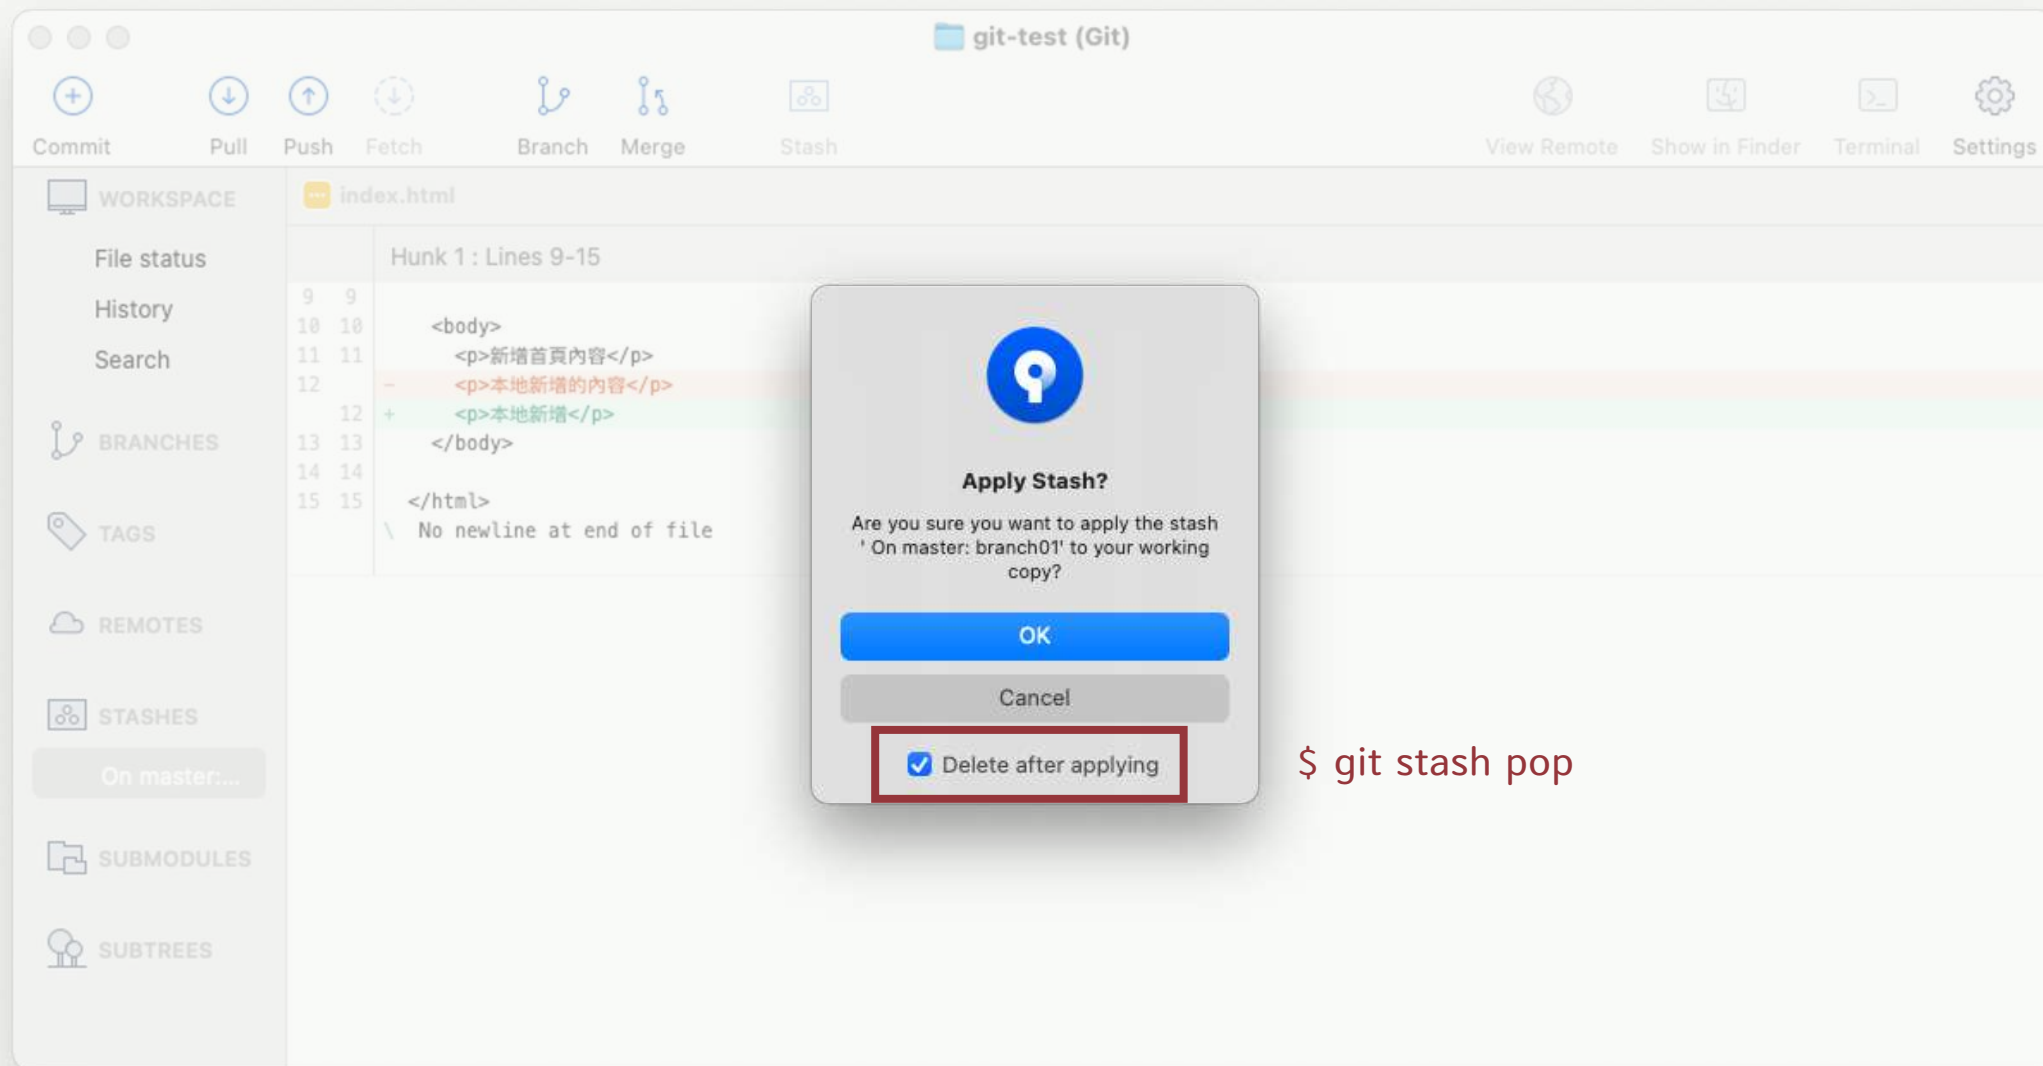 git-test (Git)
Commit Pull Push Fetch Branch Merge Stash View Remote Show in Finder Terminal Settings
WORKSPACE
File status
History
Search
BRANCHES
TAGS
REMOTES
STASHES
On master:...
SUBMODULES
SUBTREES
index.html
Hunk 1 : Lines 9-15
9 9
10 10 <body>
11 11 <p>新增首頁內容</p>
12 - <p>本地新增的內容</p>
12 + <p>本地新增</p>
13 13 </body>
14 14
15 15 </html>
\ No newline at end of file
Apply Stash?
Are you sure you want to apply the stash
' On master: branch01' to your working
copy?
OK
Cancel
Delete after applying
$ git stash pop